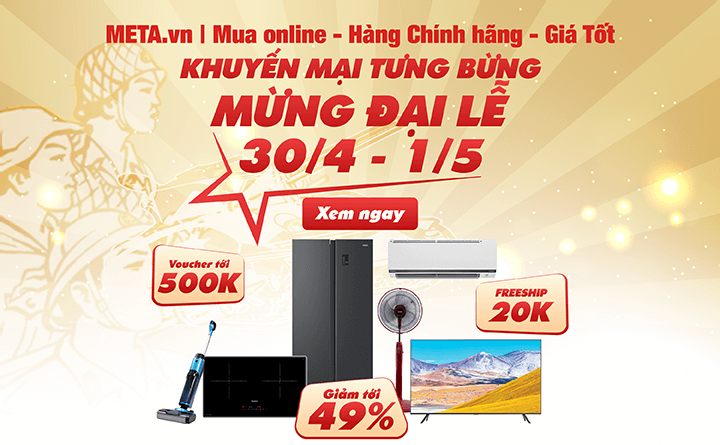 META.vn | Mua online - Hàng Chính hãng - Giá Tốt
KHUYẾN MẠI TƯNG BỪNG
MỪNG ĐẠI LỄ
30/4 - 1/5
Xem ngay
Voucher tới
500K
FREESHIP
20K
Giảm tới
49%